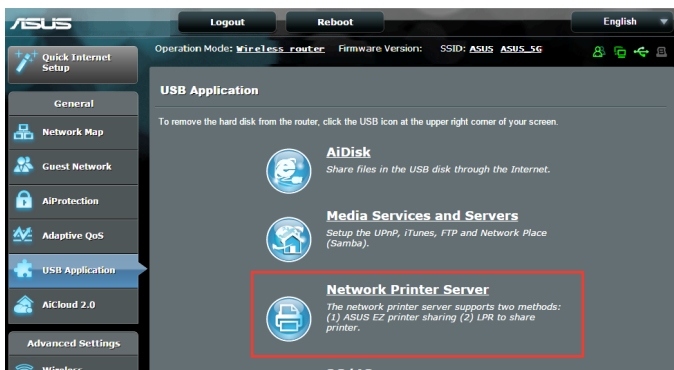 ASUS
Logout
Reboot
English
Quick Internet
Setup
Operation Mode: Wireless router Firmware Version: SSID: ASUS ASUS_5G
General
Network Map
Guest Network
AiProtection
Adaptive QoS
USB Application
AiCloud 2.0
Advanced Settings
Wireless
USB Application
To remove the hard disk from the router, click the USB icon at the upper right corner of your screen.
AiDisk
Share files in the USB disk through the Internet.
Media Services and Servers
Setup the UPnP, iTunes, FTP and Network Place
(Samba).
Network Printer Server
The network printer server supports two methods:
(1) ASUS EZ printer sharing (2) LPR to share
printer.